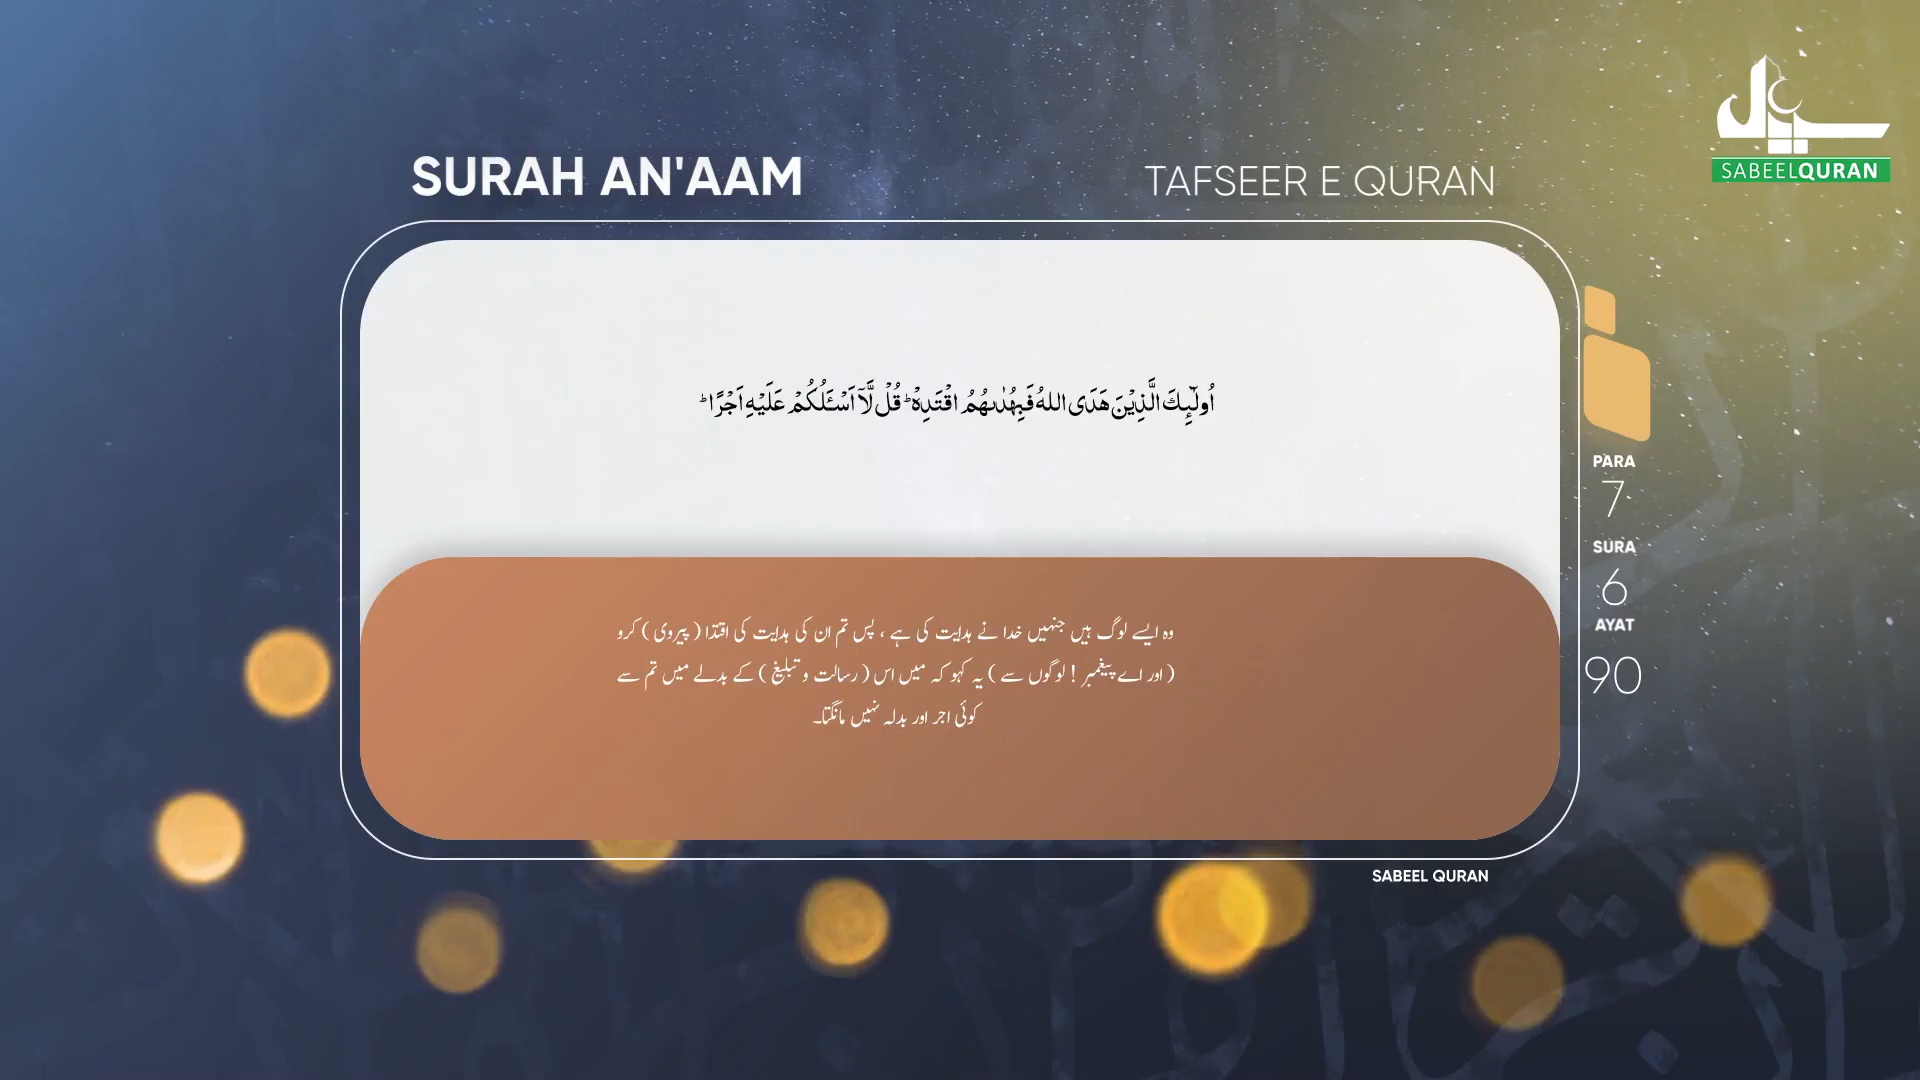 SURAH AN'AAM
TAFSEER E QURAN
سبیل
SABEELQURAN
اُولٰٓئِكَ الَّذِيْنَ هَدَى اللهُ فَبِهُدٰىهُمُ اقْتَدِهْ ؕ قُلْ لَّآ اَسْـَٔلُكُمْ عَلَيْهِ اَجْرًا ؕ
وہ ایسے لوگ ہیں جنہیں خدا نے ہدایت کی ہے ، پس تم ان کی ہدایت کی اقتدا ( پیروی ) کرو
( اور اے پیغمبر ! لوگوں سے ) یہ کہو کہ میں اس ( رسالت و تبلیغ ) کے بدلے میں تم سے
کوئی اجر اور بدلہ نہیں مانگتا۔
PARA
7
SURA
6
AYAT
90
SABEEL QURAN